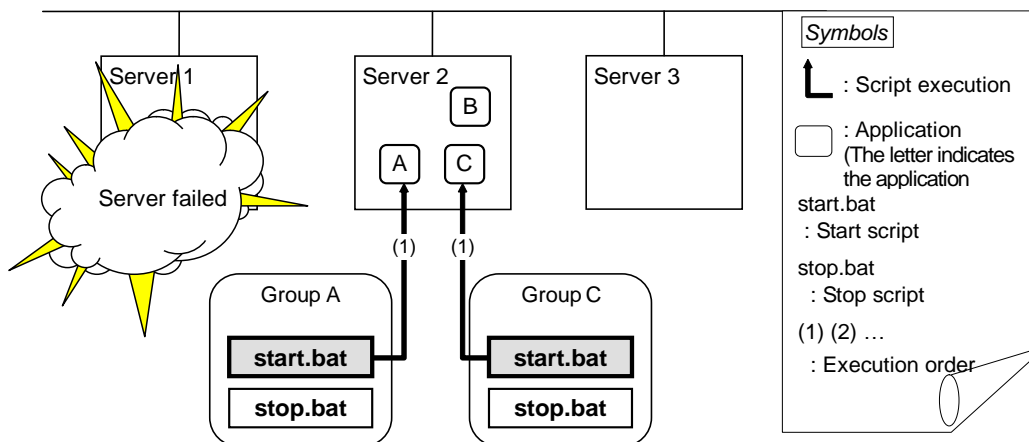 Server 1
Server 2
Server 3
B
A
C
Server failed
(1)
(1)
Group A
Group C
start.bat
start.bat
stop.bat
stop.bat
Symbols
: Script execution
: Application
(The letter indicates
the application
start.bat
: Start script
stop.bat
: Stop script
(1) (2) …
: Execution order